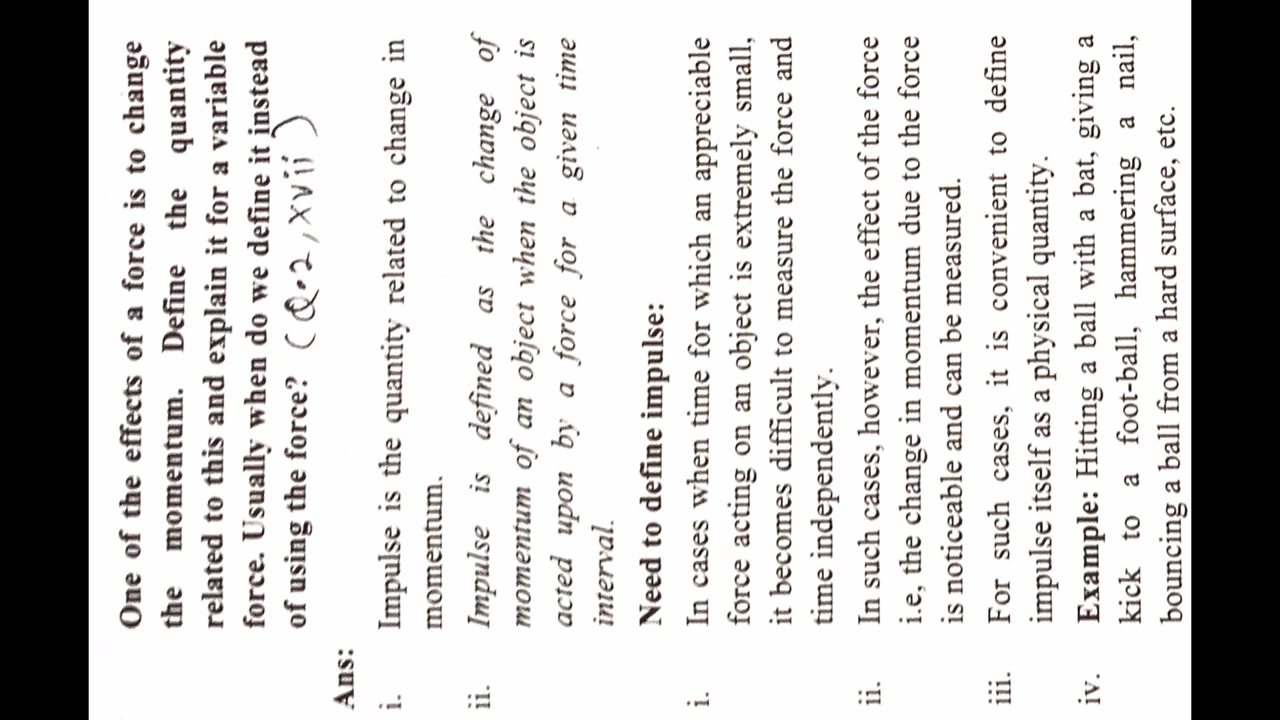 One of the effects of a force is to change
the momentum. Define the quantity
related to this and explain it for a variable
force. Usually when do we define it instead
of using the force? (Q.2, xvii)
Ans:
i. Impulse is the quantity related to change in
momentum.
ii. Impulse is defined as the change of
momentum of an object when the object is
acted upon by a force for a given time
interval.
Need to define impulse:
i. In cases when time for which an appreciable
force acting on an object is extremely small,
it becomes difficult to measure the force and
time independently.
ii. In such cases, however, the effect of the force
i.e, the change in momentum due to the force
is noticeable and can be measured.
iii. For such cases, it is convenient to define
impulse itself as a physical quantity.
iv. Example: Hitting a ball with a bat, giving a
kick to a foot-ball, hammering a nail,
bouncing a ball from a hard surface, etc.